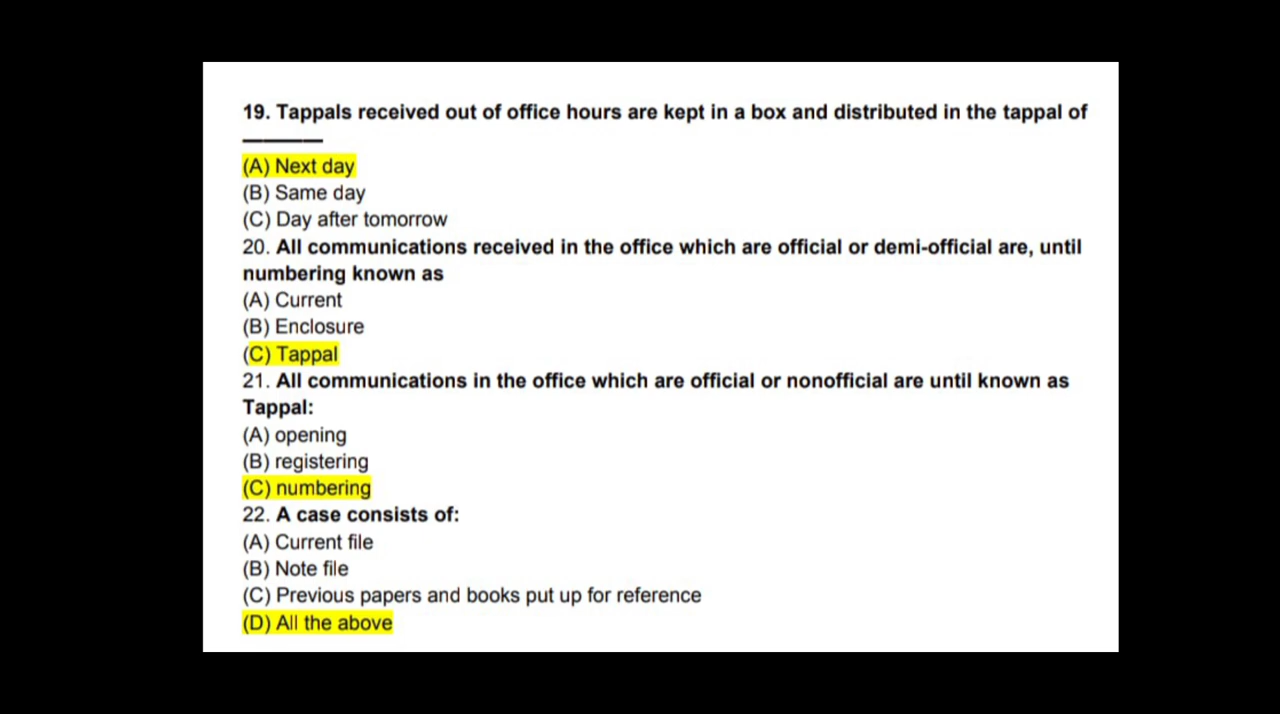 19. Tappals received out of office hours are kept in a box and distributed in the tappal of
________
(A) Next day
(B) Same day
(C) Day after tomorrow
20. All communications received in the office which are official or demi-official are, until
numbering known as
(A) Current
(B) Enclosure
(C) Tappal
21. All communications in the office which are official or nonofficial are until known as
Tappal:
(A) opening
(B) registering
(C) numbering
22. A case consists of:
(A) Current file
(B) Note file
(C) Previous papers and books put up for reference
(D) All the above